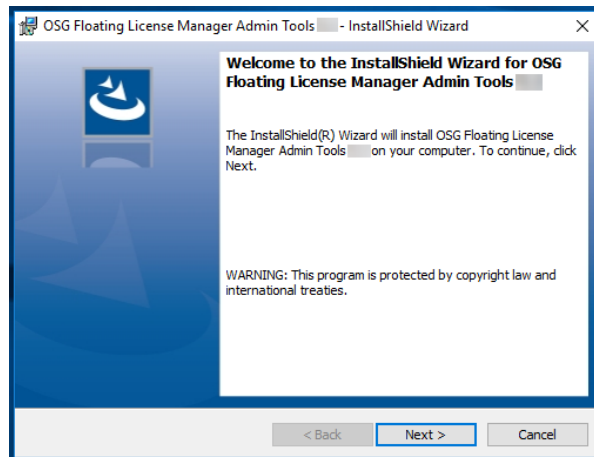 OSG Floating License Manager Admin Tools - InstallShield Wizard
Welcome to the InstallShield Wizard for OSG
Floating License Manager Admin Tools
The InstallShield(R) Wizard will install OSG Floating License
Manager Admin Tools on your computer. To continue, click
Next.
WARNING: This program is protected by copyright law and
international treaties.
< Back
Next >
Cancel